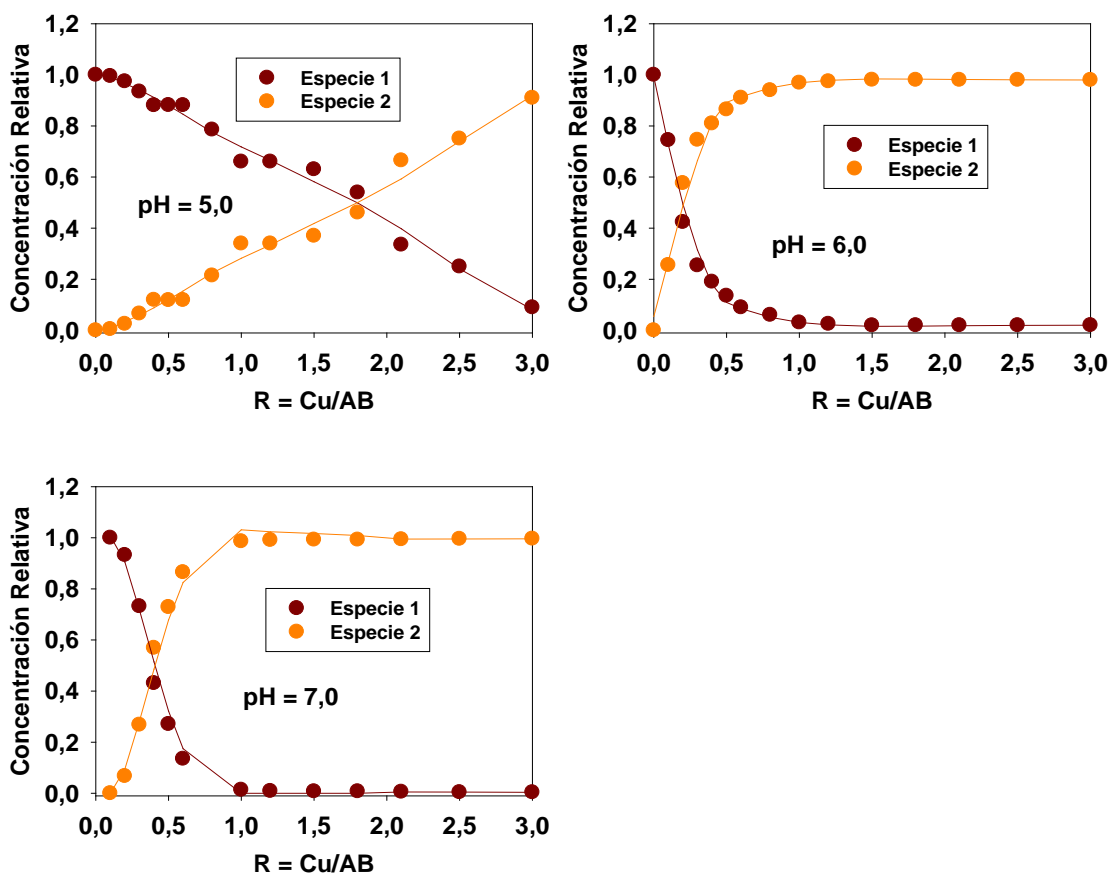 Concentración Relativa
1,2
1,0
0,8
0,6
0,4
0,2
0,0
Especie 1
Especie 2
pH = 5,0
0,0 0,5 1,0 1,5 2,0 2,5 3,0
R = Cu/AB
Concentración Relativa
1,2
1,0
0,8
0,6
0,4
0,2
0,0
Especie 1
Especie 2
pH = 6,0
0,0 0,5 1,0 1,5 2,0 2,5 3,0
R = Cu/AB
Concentración Relativa
1,2
1,0
0,8
0,6
0,4
0,2
0,0
Especie 1
Especie 2
pH = 7,0
0,0 0,5 1,0 1,5 2,0 2,5 3,0
R = Cu/AB